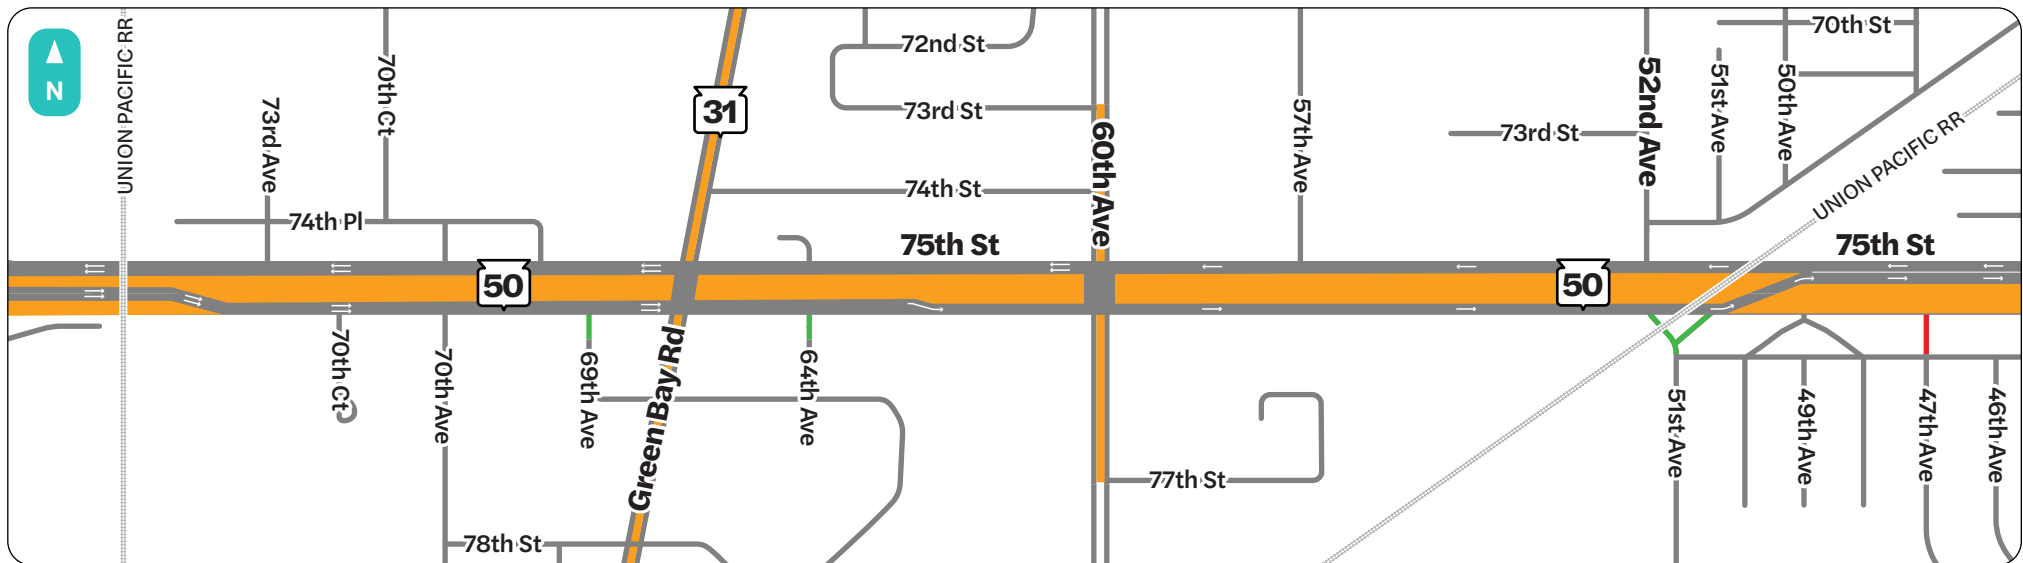 N
UNION PACIFIC RR
73rd Ave
70th Ct
74th Pl
31
72nd St
73rd St
74th St
75th St
60th Ave
57th Ave
73rd St
52nd Ave
51st Ave
50th Ave
70th St
UNION PACIFIC RR
75th St
50
50
70th Ct
70th Ave
69th Ave
Green Bay Rd
64th Ave
78th St
77th St
51st Ave
49th Ave
47th Ave
46th Ave